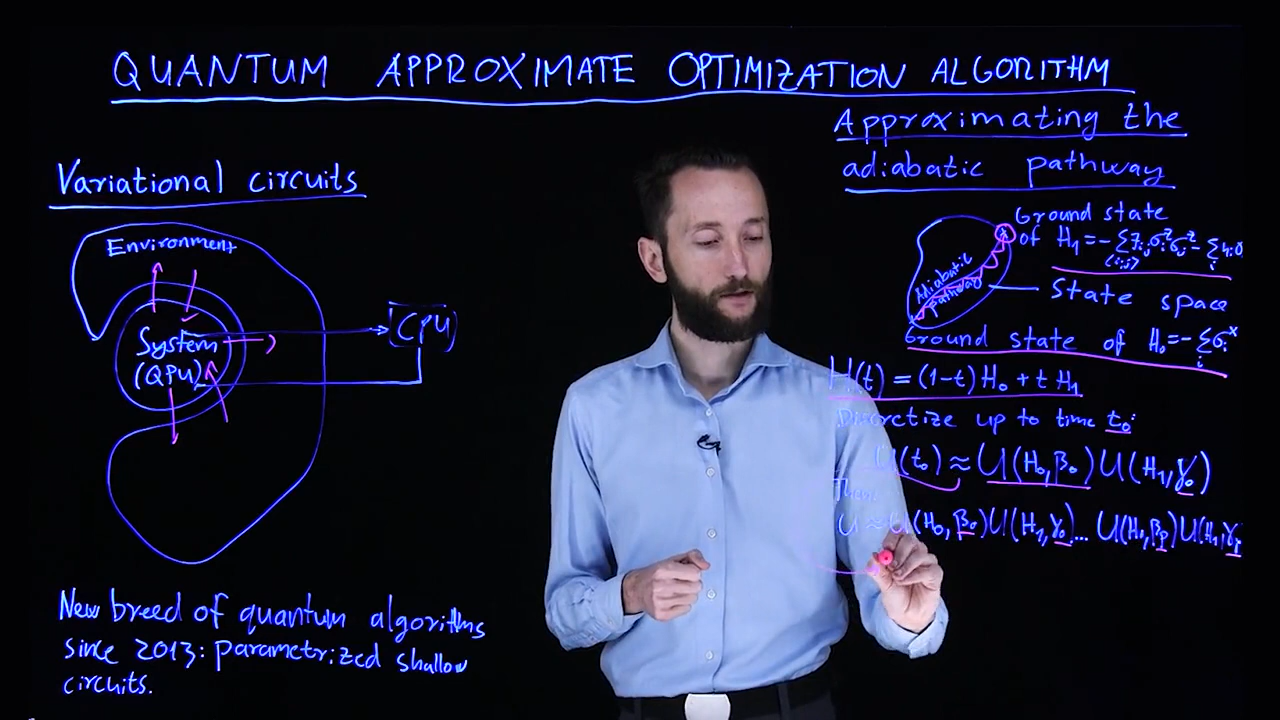 QUANTUM APPROXIMATE OPTIMIZATION ALGORITHM
Variational circuits
Environment
System
(QPU)
CPU
New breed of quantum algorithms
since 2013: parametrized shallow
circuits.
Approximating the
adiabatic pathway
Ground state
of H₁=-∑Jᵢⱼσᵢᶻσⱼᶻ-∑hᵢσ
<i,j> i
Adiabatic
pathway
State space
Ground state of H₀=-∑σᵢˣ
i
H(t)=(1-t)H₀+tH₁
Discretize up to time t₀:
U(t₀)≈U(H₀,β₀)U(H₁,γ₀)
Then
U≈U(H₀,β₀)U(H₁,γ₀)...U(H₀,βₚ)U(H₁,γₚ